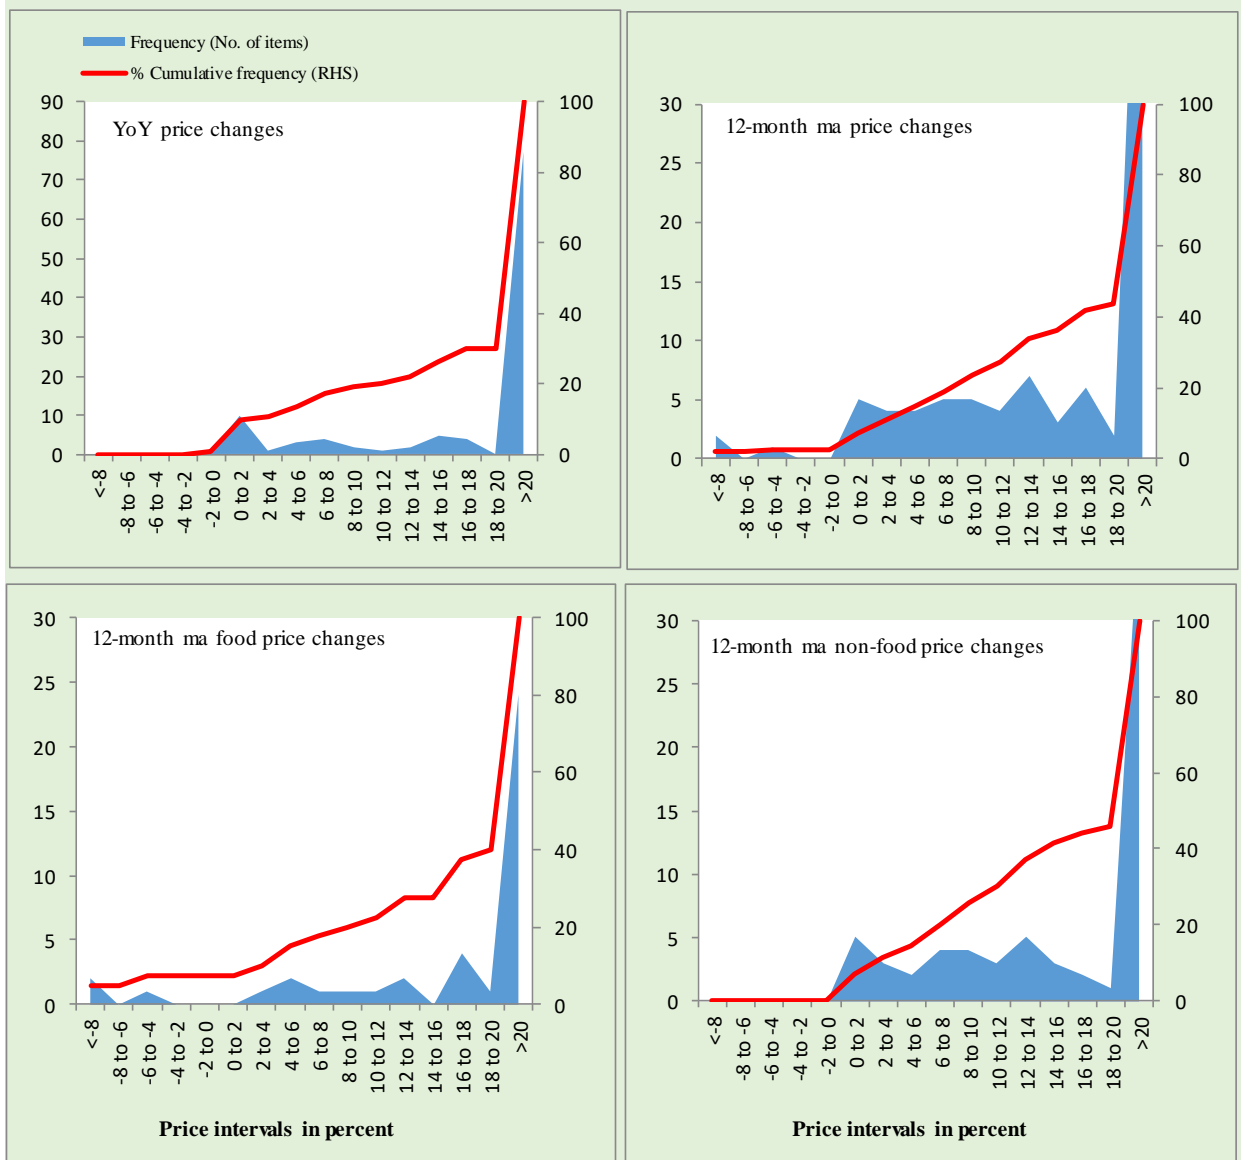 Frequency (No. of items)
% Cumulative frequency (RHS)
YoY price changes
90
80
70
60
50
40
30
20
10
0
100
80
60
40
20
0
<-8
-8 to -6
-6 to -4
-4 to -2
-2 to 0
0 to 2
2 to 4
4 to 6
6 to 8
8 to 10
10 to 12
12 to 14
14 to 16
16 to 18
18 to 20
>20
12-month ma price changes
30
25
20
15
10
5
0
100
80
60
40
20
0
<-8
-8 to -6
-6 to -4
-4 to -2
-2 to 0
0 to 2
2 to 4
4 to 6
6 to 8
8 to 10
10 to 12
12 to 14
14 to 16
16 to 18
18 to 20
>20
12-month ma food price changes
30
25
20
15
10
5
0
100
80
60
40
20
0
<-8
-8 to -6
-6 to -4
-4 to -2
-2 to 0
0 to 2
2 to 4
4 to 6
6 to 8
8 to 10
10 to 12
12 to 14
14 to 16
16 to 18
18 to 20
>20
Price intervals in percent
12-month ma non-food price changes
30
25
20
15
10
5
0
100
80
60
40
20
0
<-8
-8 to -6
-6 to -4
-4 to -2
-2 to 0
0 to 2
2 to 4
4 to 6
6 to 8
8 to 10
10 to 12
12 to 14
14 to 16
16 to 18
18 to 20
>20
Price intervals in percent